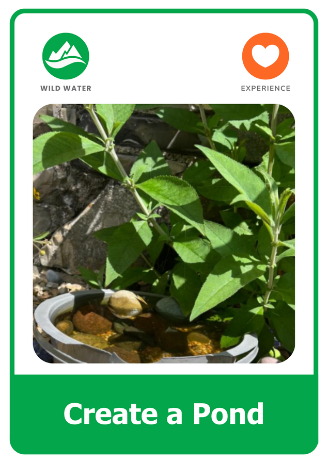 WILD WATER
EXPERIENCE
Create a Pond